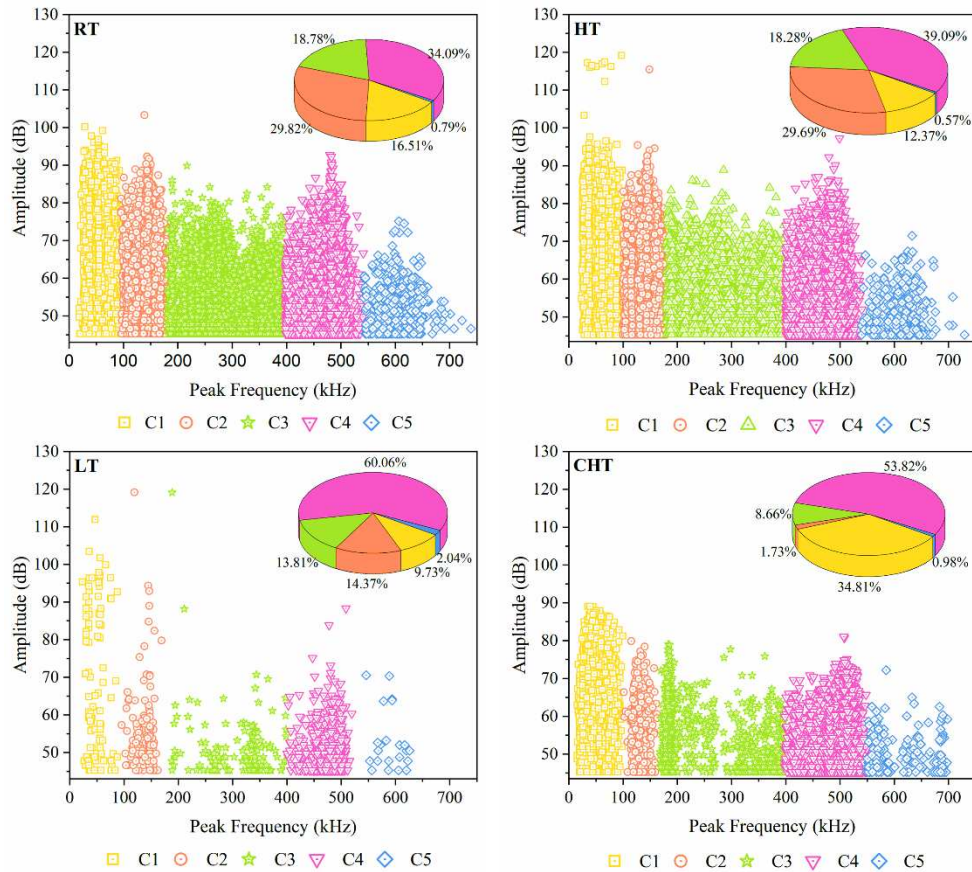 RT
130
120
110
100
90
80
70
60
50
Amplitude (dB)
18.78%
34.09%
29.82%
16.51%
0.79%
0 100 200 300 400 500 600 700
Peak Frequency (kHz)
C1 C2 C3 C4 C5
HT
130
120
110
100
90
80
70
60
50
Amplitude (dB)
18.28%
39.09%
29.69%
12.37%
0.57%
0 100 200 300 400 500 600 700
Peak Frequency (kHz)
C1 C2 C3 C4 C5
LT
130
120
110
100
90
80
70
60
50
Amplitude (dB)
60.06%
13.81%
14.37%
9.73%
2.04%
0 100 200 300 400 500 600 700
Peak Frequency (kHz)
C1 C2 C3 C4 C5
CHT
130
120
110
100
90
80
70
60
50
Amplitude (dB)
53.82%
8.66%
1.73%
34.81%
0.98%
0 100 200 300 400 500 600 700
Peak Frequency (kHz)
C1 C2 C3 C4 C5